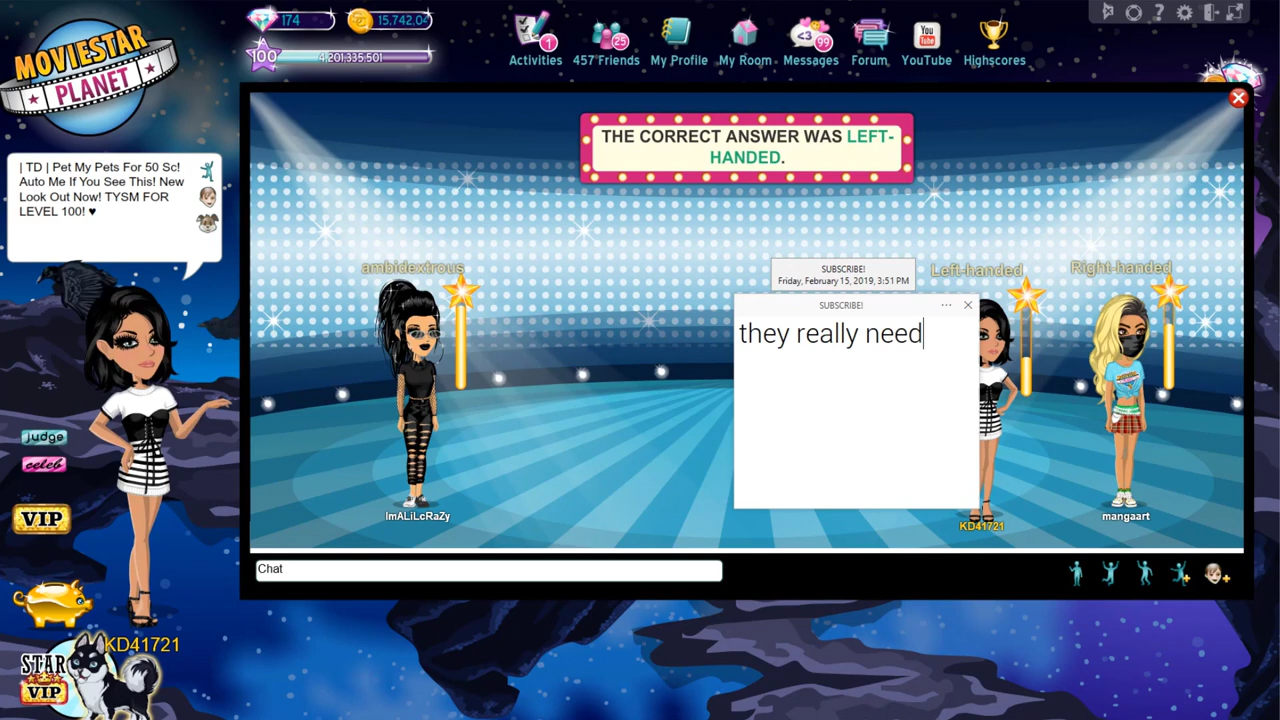 MOVIESTAR
PLANET
174
15.742,04
100
4.201.335.501
1
Activities
25
457 Friends
My Profile
My Room
<3
99
Messages
Forum
You
Tube
YouTube
Highscores
| TD | Pet My Pets For 50 Sc!
Auto Me If You See This! New
Look Out Now! TYSM FOR
LEVEL 100! ♥
THE CORRECT ANSWER WAS LEFT-
HANDED.
ambidextrous
Left-handed
Right-handed
SUBSCRIBE!
Friday, February 15, 2019, 3:51 PM
SUBSCRIBE!
they really need
judge
celeb
VIP
ImALiLcRaZy
KD41721
mangaart
Chat
KD41721
STAR
VIP